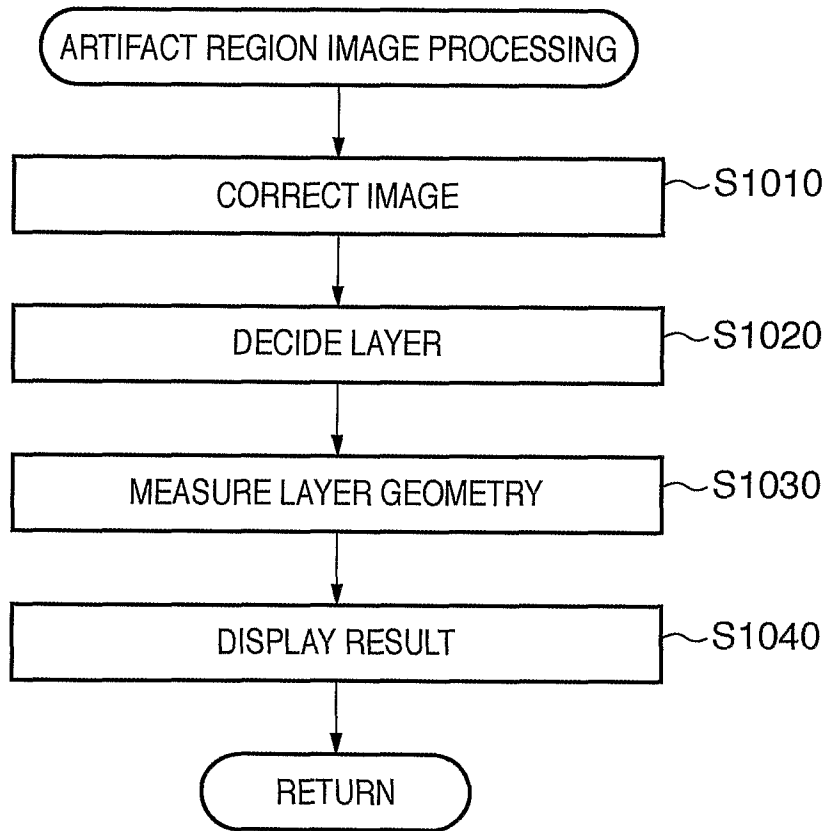 ARTIFACT REGION IMAGE PROCESSING
CORRECT IMAGE
S1010
DECIDE LAYER
S1020
MEASURE LAYER GEOMETRY
S1030
DISPLAY RESULT
S1040
RETURN